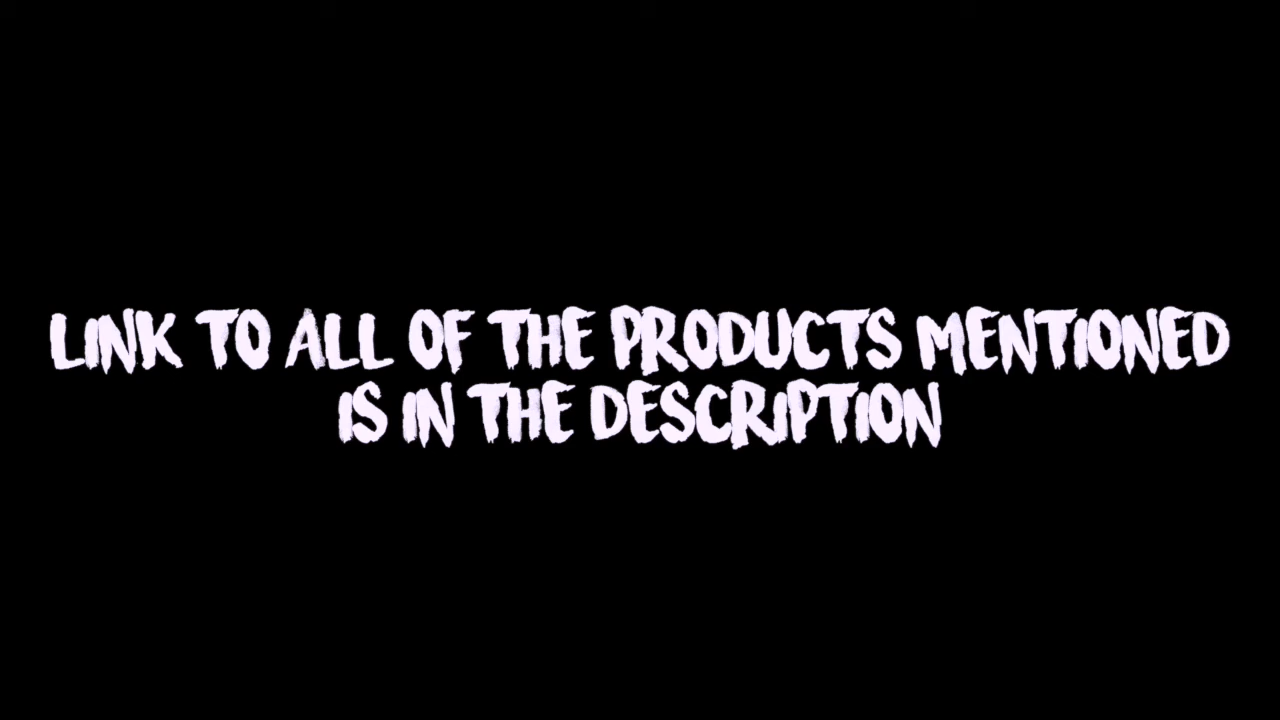 LINK TO ALL OF THE PRODUCTS MENTIONED
IS IN THE DESCRIPTION